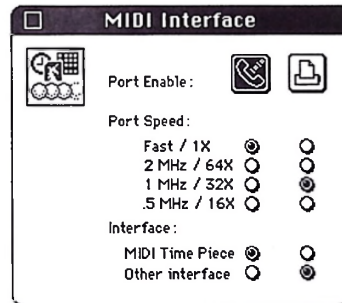 MIDI Interface
Port Enable:
Port Speed:
Fast / 1X
2 MHz / 64X
1 MHz / 32X
.5 MHz / 16X
Interface:
MIDI Time Piece
Other interface